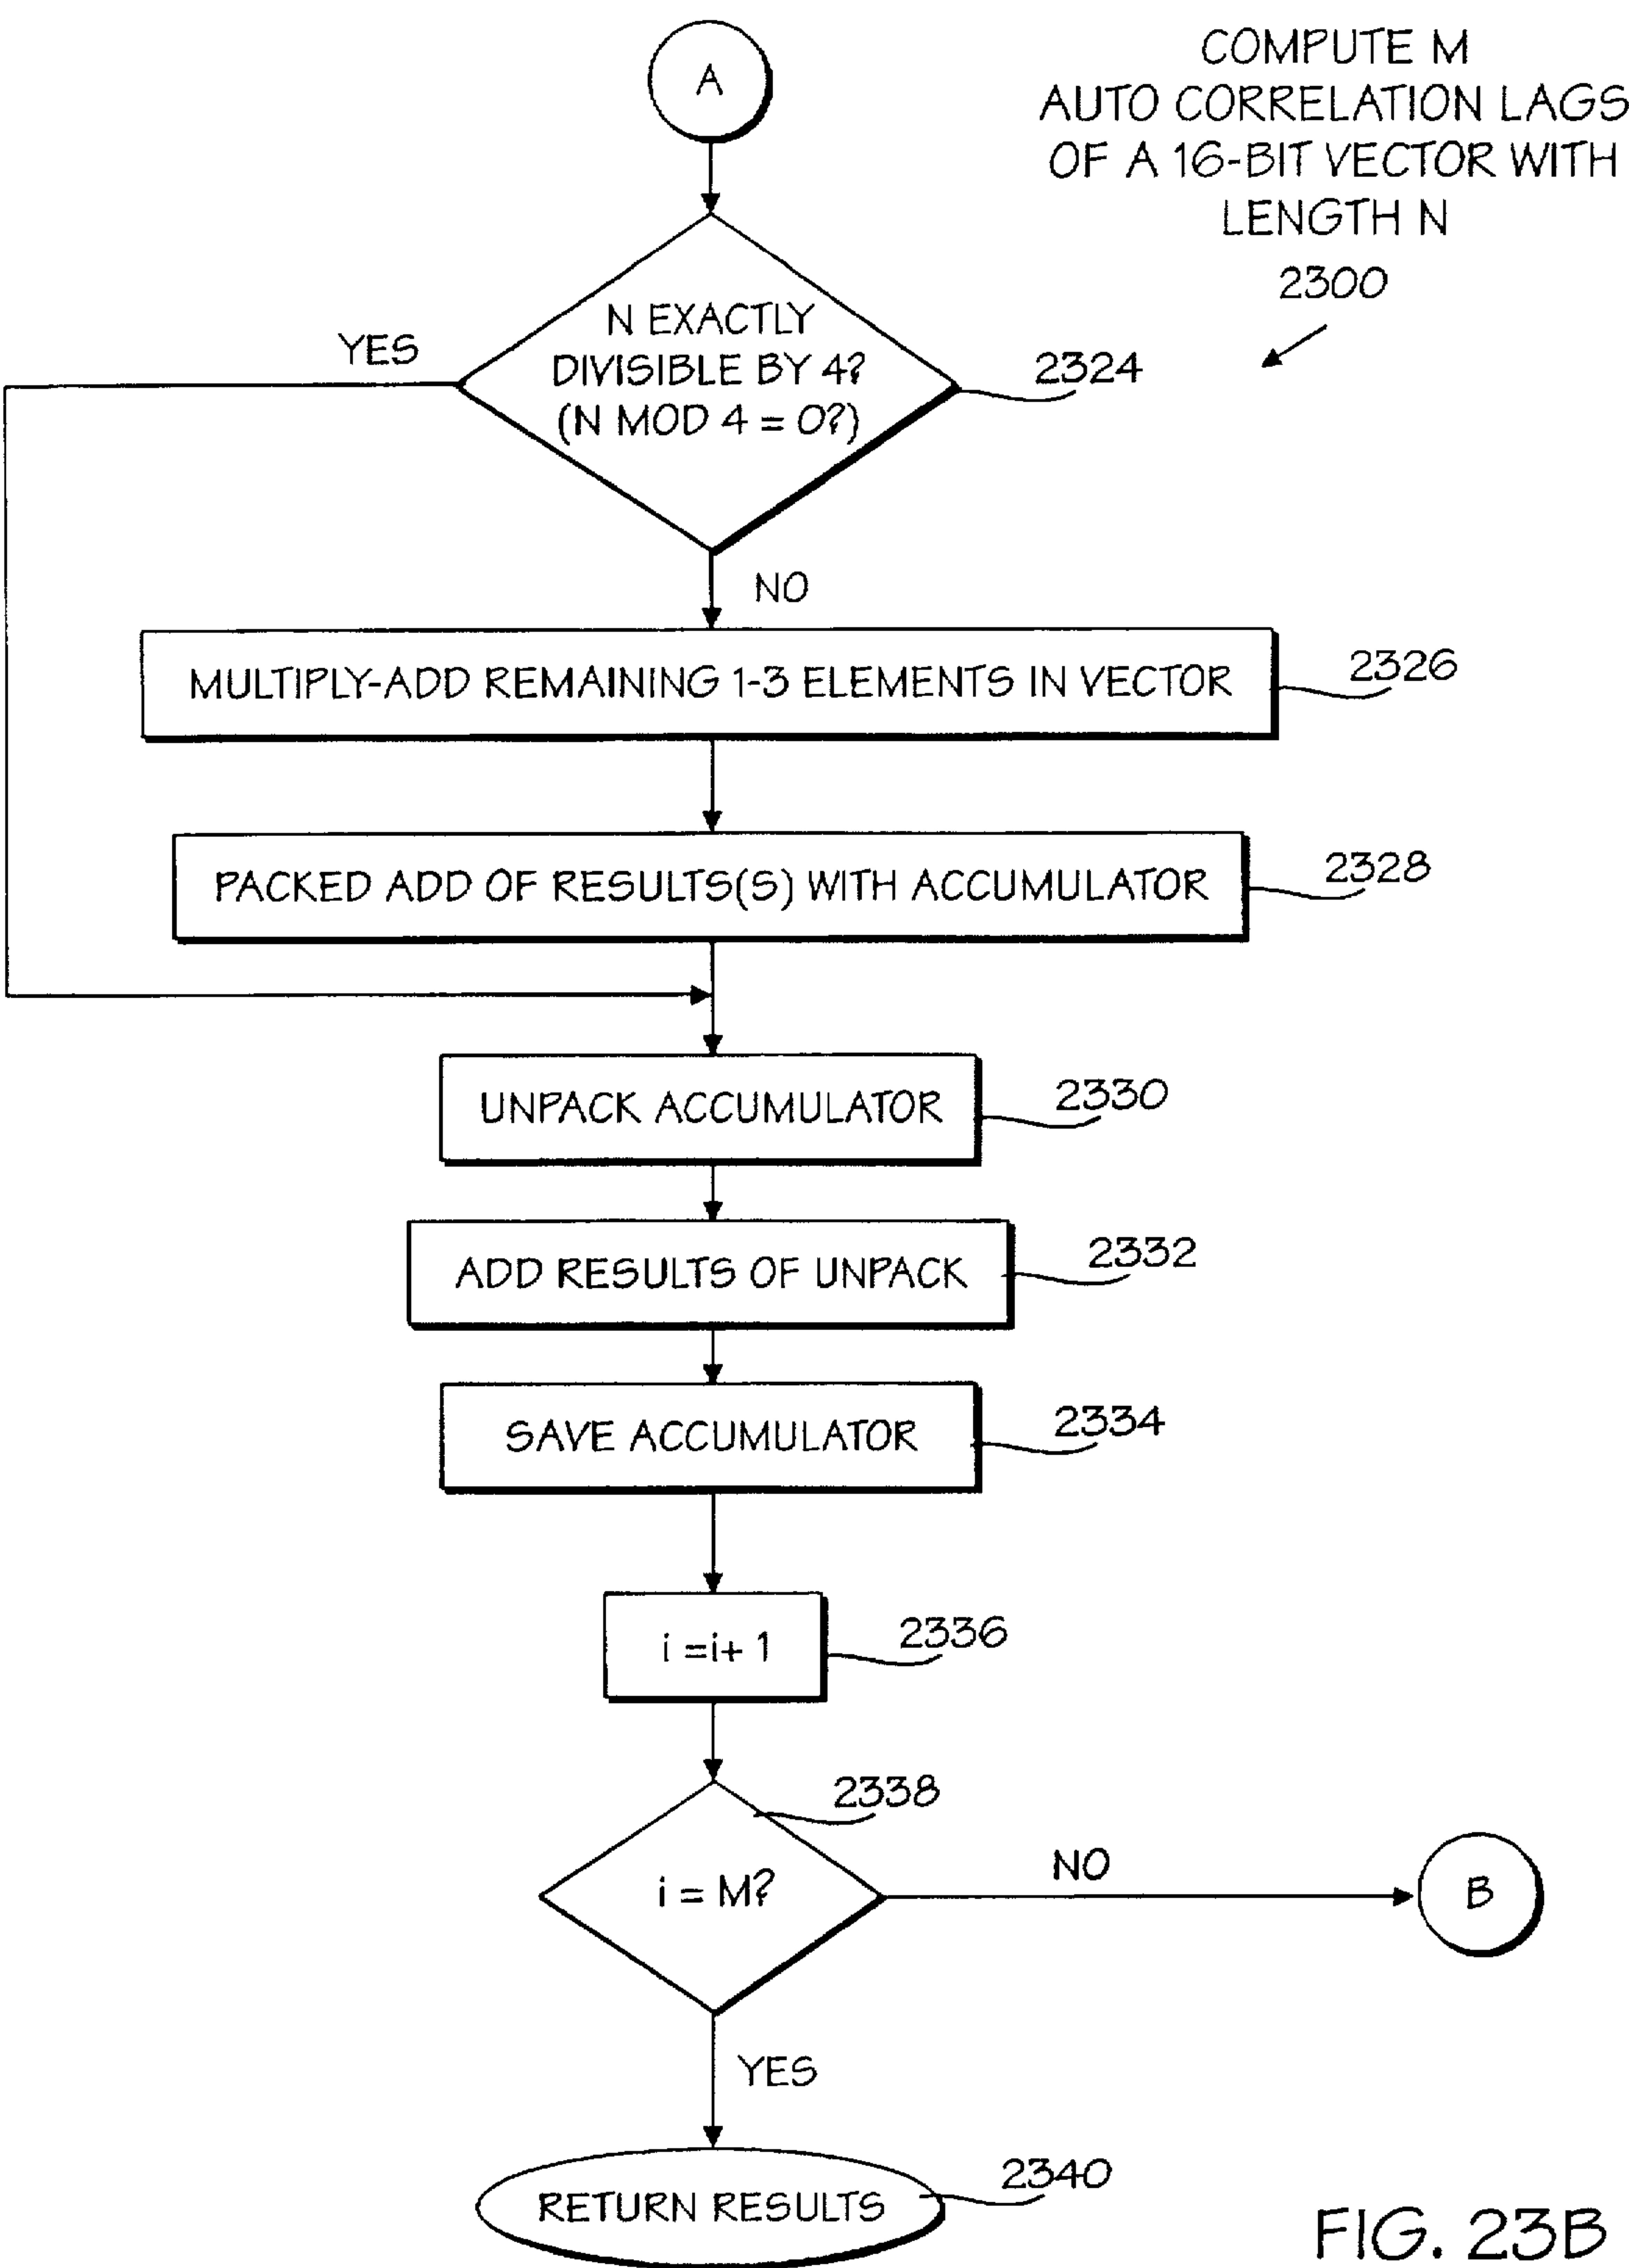 A
COMPUTE M
AUTO CORRELATION LAGS
OF A 16-BIT VECTOR WITH
LENGTH N
2300
N EXACTLY
DIVISIBLE BY 4?
(N MOD 4 = 0?)
YES
2324
NO
MULTIPLY-ADD REMAINING 1-3 ELEMENTS IN VECTOR
2326
PACKED ADD OF RESULTS(S) WITH ACCUMULATOR
2328
UNPACK ACCUMULATOR
2330
ADD RESULTS OF UNPACK
2332
SAVE ACCUMULATOR
2334
i =i+ 1
2336
2338
i = M?
NO
B
YES
RETURN RESULTS
2340
FIG. 23B